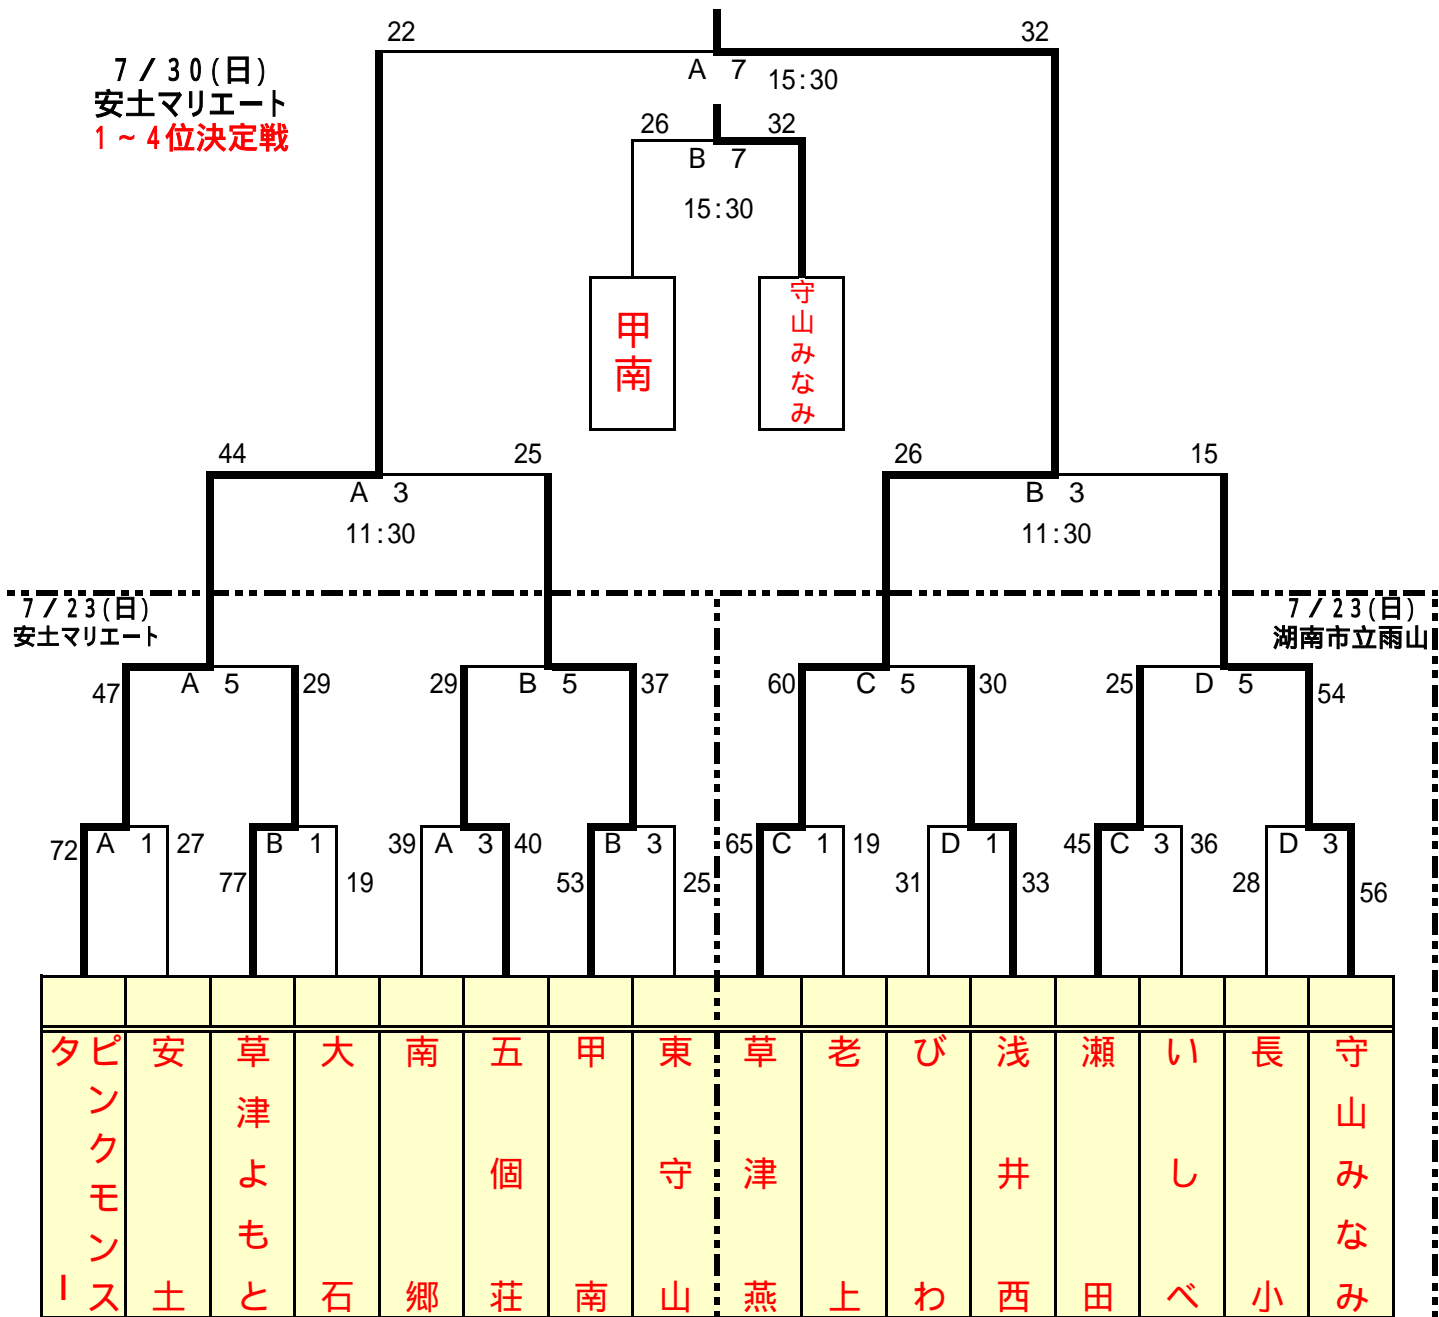 22 32
7/30(日)
安土マリエート
1~4位決定戦
A 7 15:30
26 32
B 7
15:30
甲南
守山みなみ
44 25 26 15
A 3 B 3
11:30 11:30
7/23(日)
安土マリエート
7/23(日)
湖南市立雨山
47 A 5 29 29 B 5 37 60 C 5 30 25 D 5 54
72 A 1 27 B 1 39 A 3 40 B 3 65 C 1 19 D 1 45 C 3 36 D 3
77 19 53 25 31 33 28 56
ピンクモンスター
安土
草津よもと
大石
南郷
五個荘
甲南
東守山
草津燕
老上
びわ
浅井西
瀬田
いしべ
長小
守山みなみ